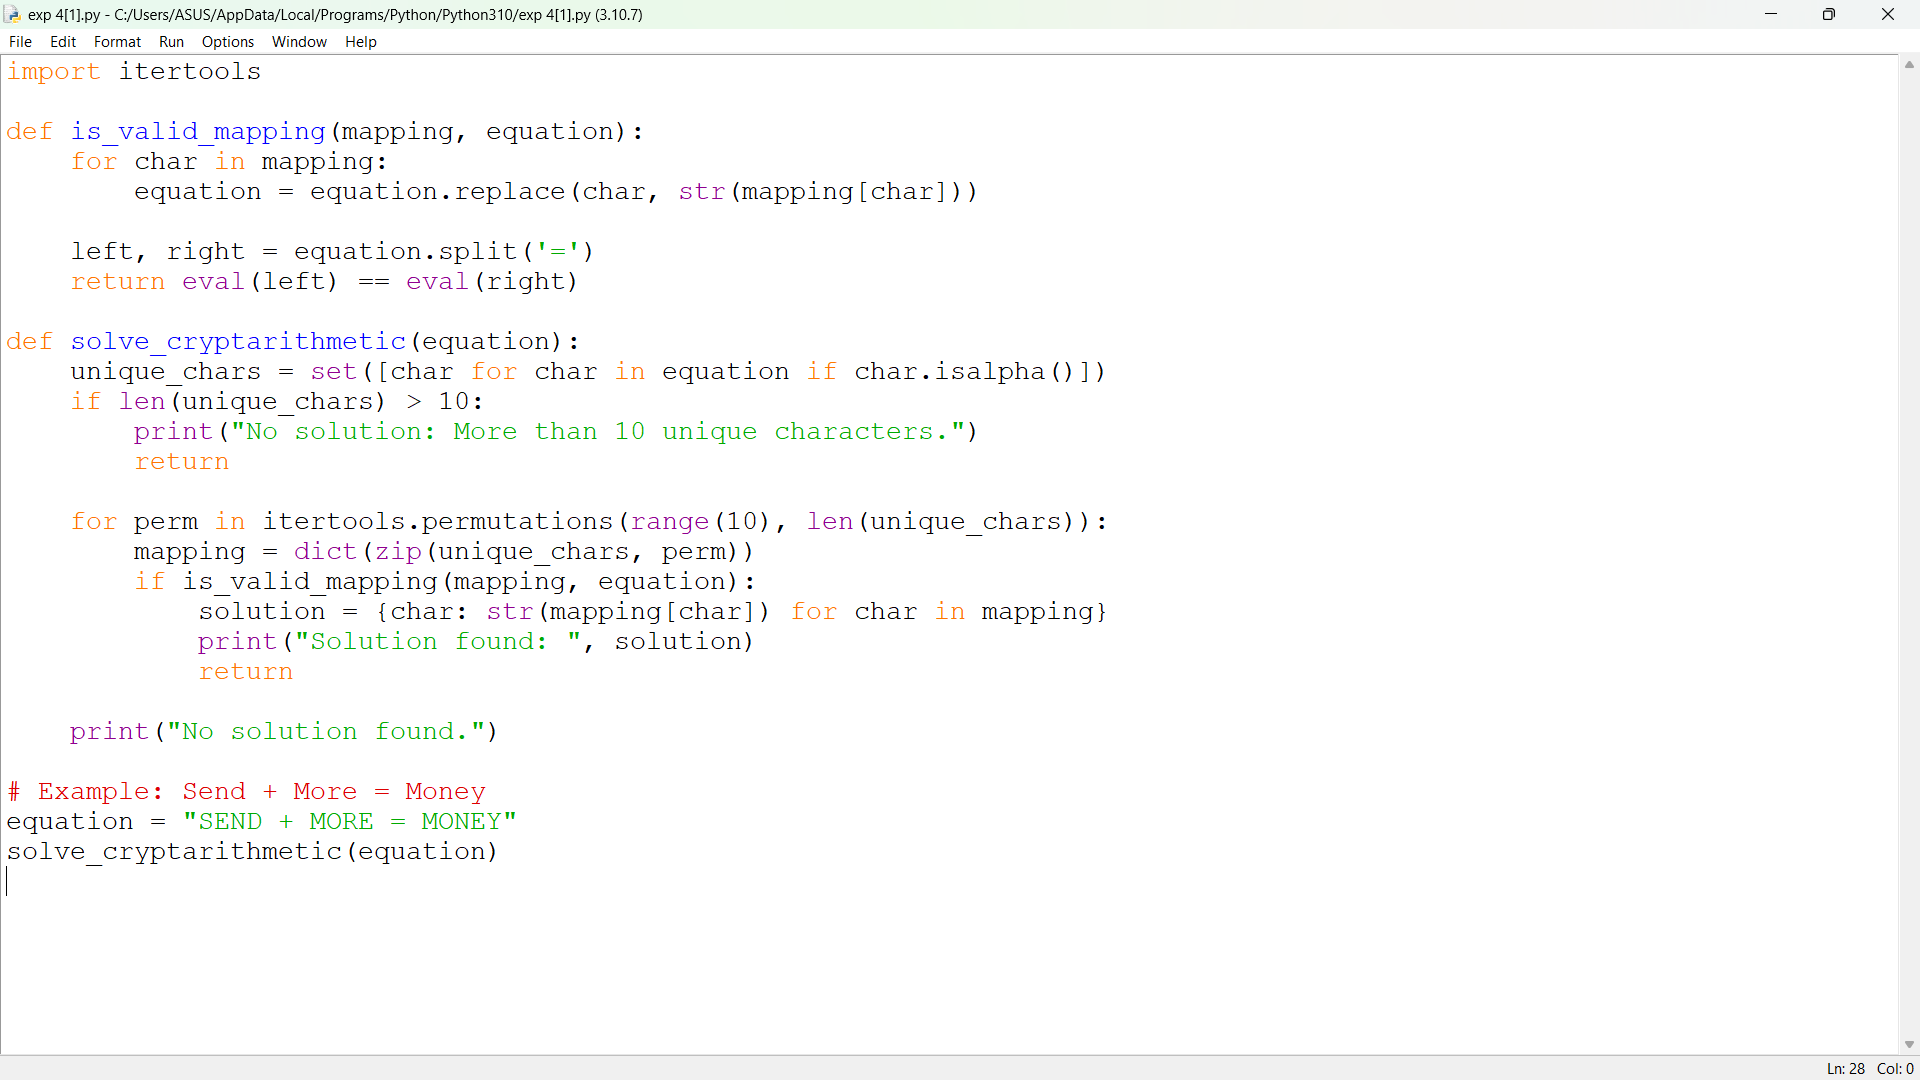 exp 4[1].py - C:/Users/ASUS/AppData/Local/Programs/Python/Python310/exp 4[1].py (3.10.7)
File Edit Format Run Options Window Help
import itertools
def is_valid_mapping(mapping, equation):
    for char in mapping:
        equation = equation.replace(char, str(mapping[char]))
    left, right = equation.split('=')
    return eval(left) == eval(right)
def solve_cryptarithmetic(equation):
    unique_chars = set([char for char in equation if char.isalpha()])
    if len(unique_chars) > 10:
        print("No solution: More than 10 unique characters.")
        return
    for perm in itertools.permutations(range(10), len(unique_chars)):
        mapping = dict(zip(unique_chars, perm))
        if is_valid_mapping(mapping, equation):
            solution = {char: str(mapping[char]) for char in mapping}
            print("Solution found: ", solution)
            return
    print("No solution found.")
# Example: Send + More = Money
equation = "SEND + MORE = MONEY"
solve_cryptarithmetic(equation)
Ln: 28 Col: 0